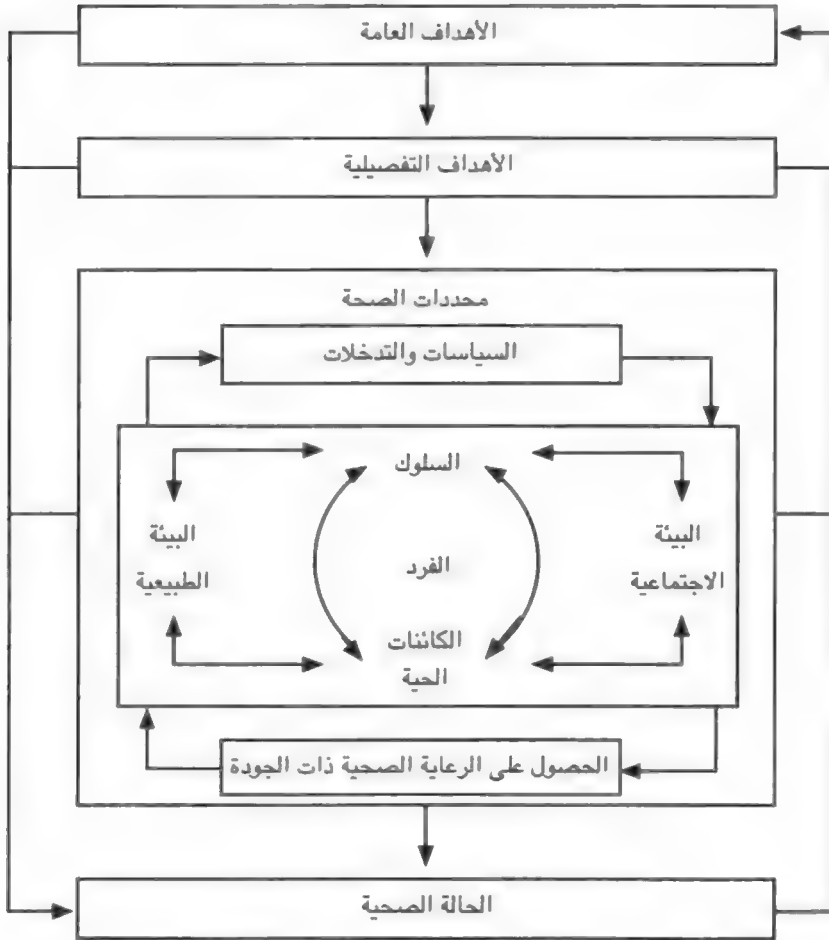 الأهداف العامة
الأهداف التفصيلية
محددات الصحة
السياسات والتدخلات
السلوك
البيئة
الطبيعية
الفرد
البيئة
الاجتماعية
الكائنات
الحية
الحصول على الرعاية الصحية ذات الجودة
الحالة الصحية